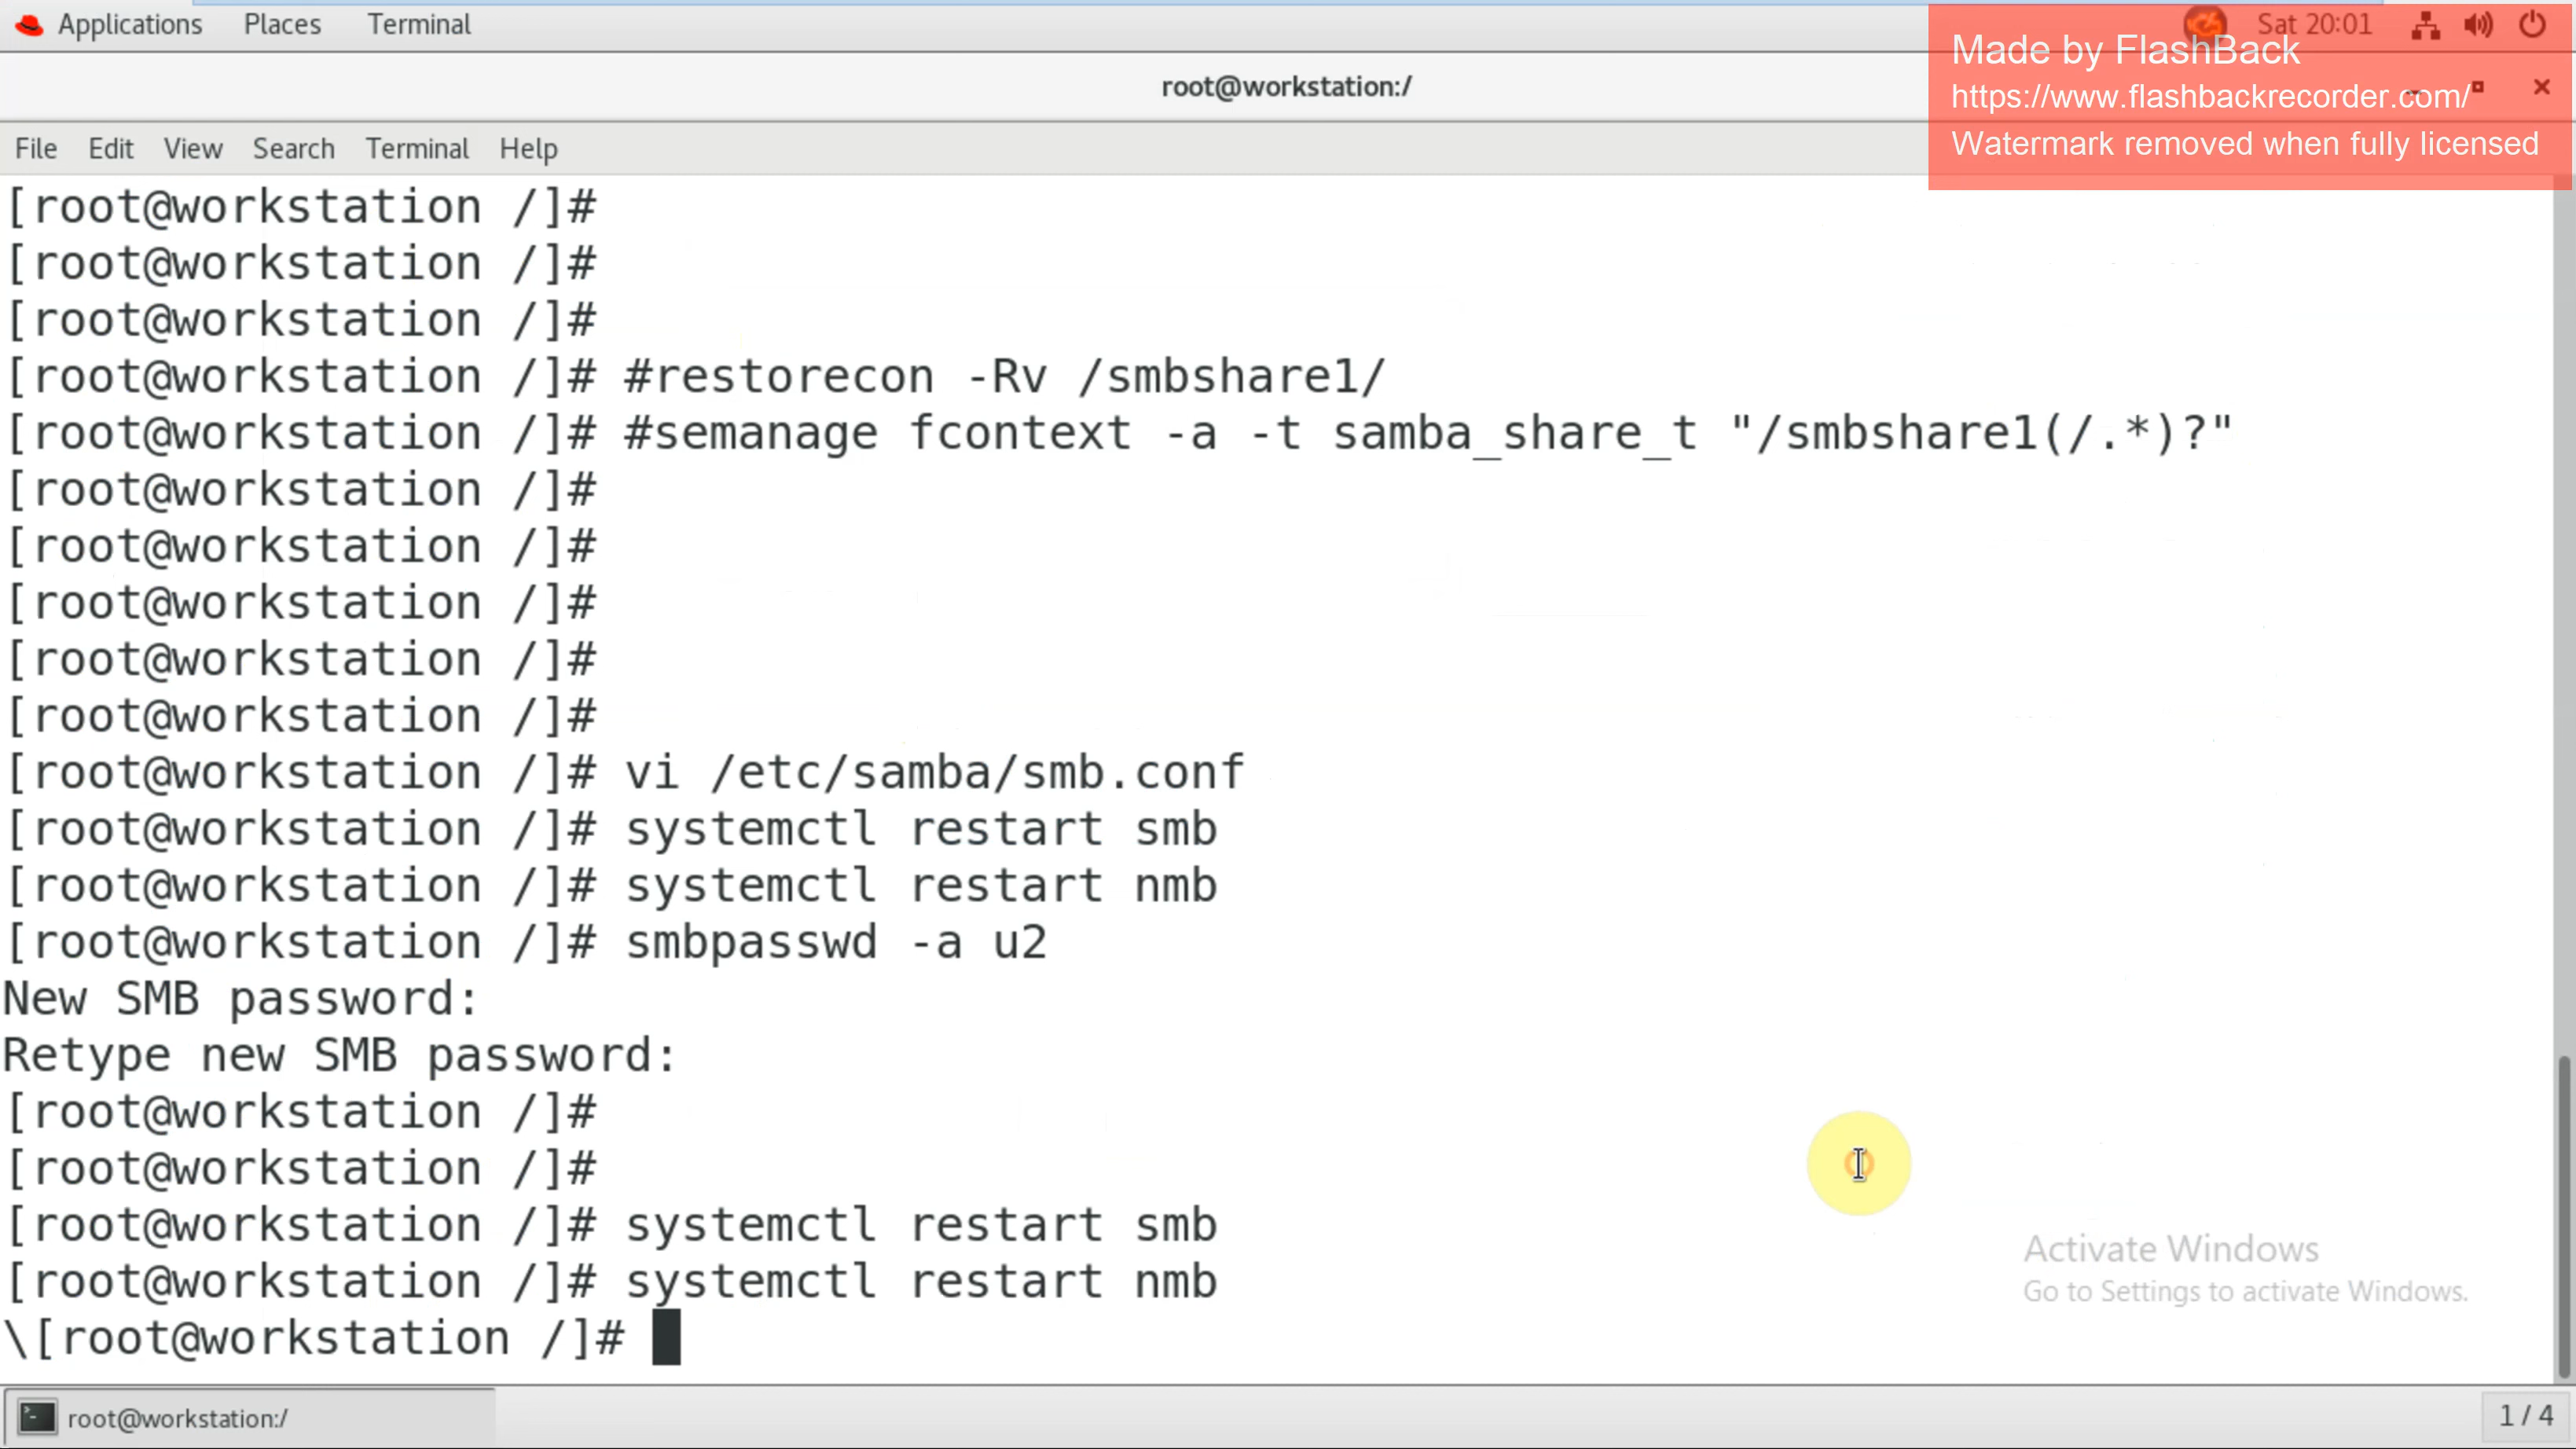 Applications Places Terminal Sat 20:01
Made by FlashBack
root@workstation:/
https://www.flashbackrecorder.com/
File Edit View Search Terminal Help
Watermark removed when fully licensed
[root@workstation /]#
[root@workstation /]#
[root@workstation /]#
[root@workstation /]# #restorecon -Rv /smbshare1/
[root@workstation /]# #semanage fcontext -a -t samba_share_t "/smbshare1(/.*)?"
[root@workstation /]#
[root@workstation /]#
[root@workstation /]#
[root@workstation /]#
[root@workstation /]#
[root@workstation /]# vi /etc/samba/smb.conf
[root@workstation /]# systemctl restart smb
[root@workstation /]# systemctl restart nmb
[root@workstation /]# smbpasswd -a u2
New SMB password:
Retype new SMB password:
[root@workstation /]#
[root@workstation /]#
[root@workstation /]# systemctl restart smb
[root@workstation /]# systemctl restart nmb
\[root@workstation /]#
Activate Windows
Go to Settings to activate Windows.
root@workstation:/
1 / 4